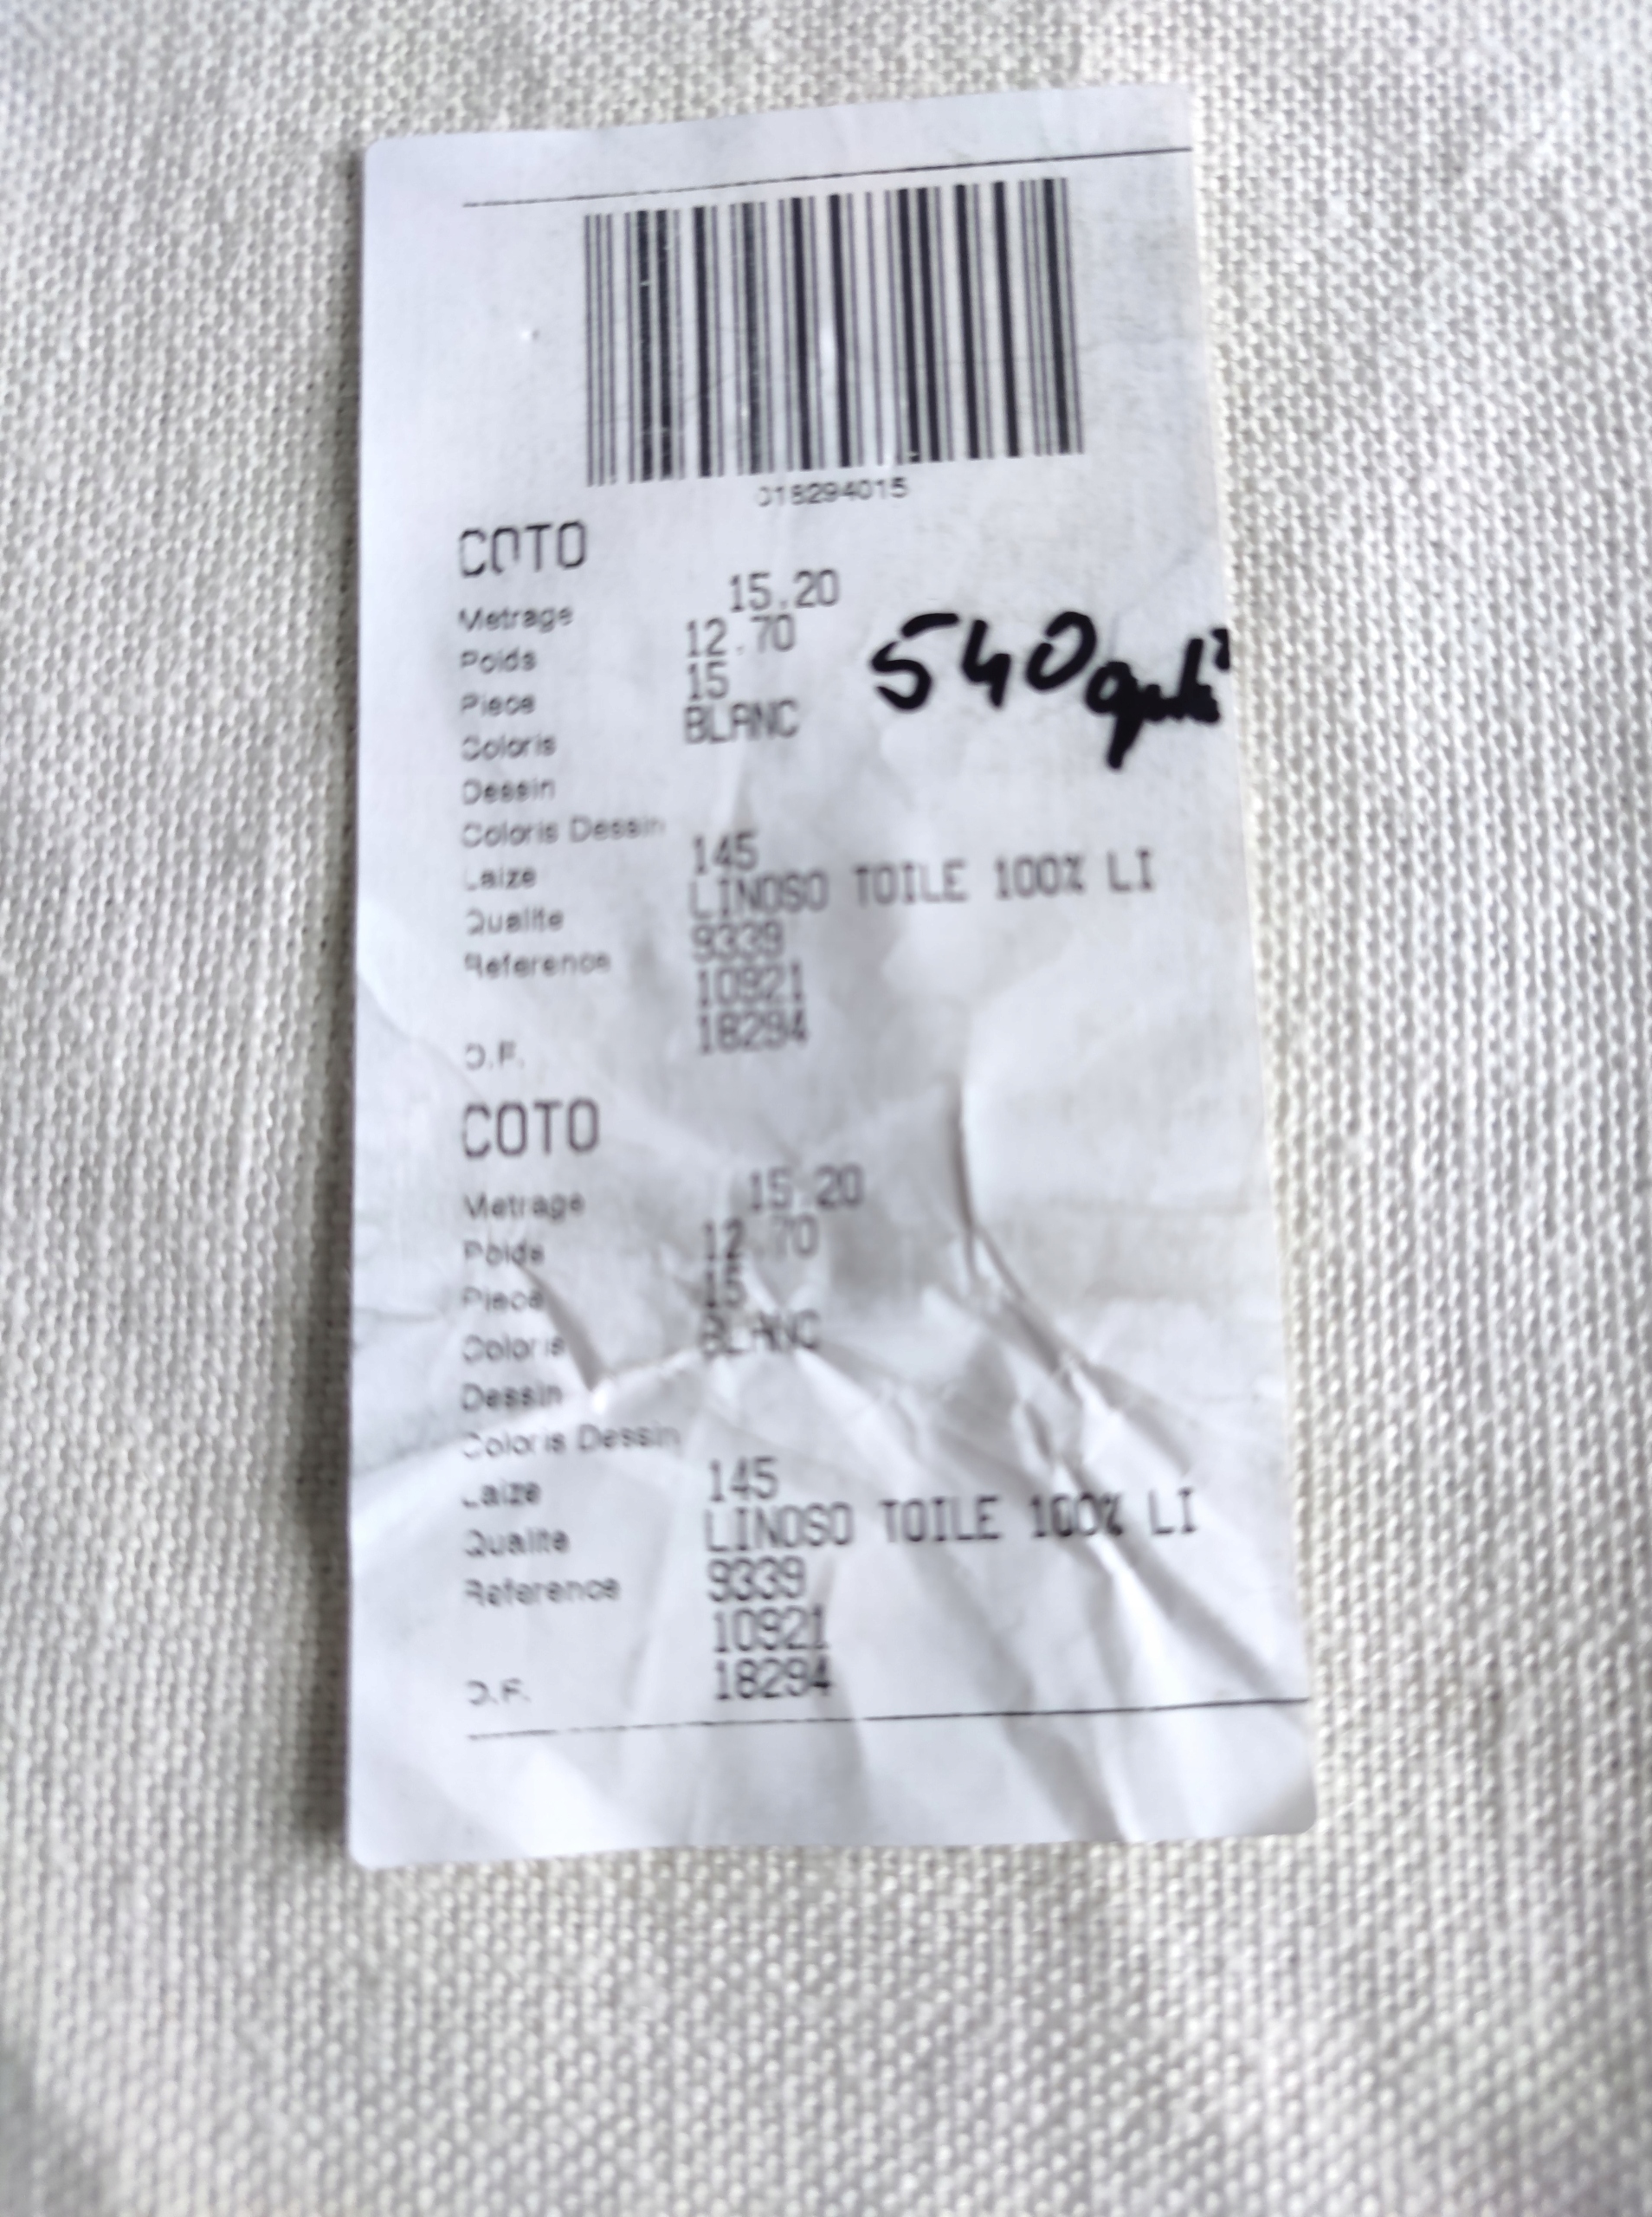 018294015
COTO
Metrage 15.20
Poids 12.70
Piece 15
540
Coloris BLANC
Dessin
Coloris Dessin
Laize 145
Qualite LINOSO TOILE 100% LI
Reference 9339
10921
O.F. 18294
COTO
Metrage 15.20
Poids 12.70
Piece 15
Coloris BLANC
Dessin
Coloris Dessin
Laize 145
Qualite LINOSO TOILE 100% LI
Reference 9339
10921
O.F. 18294